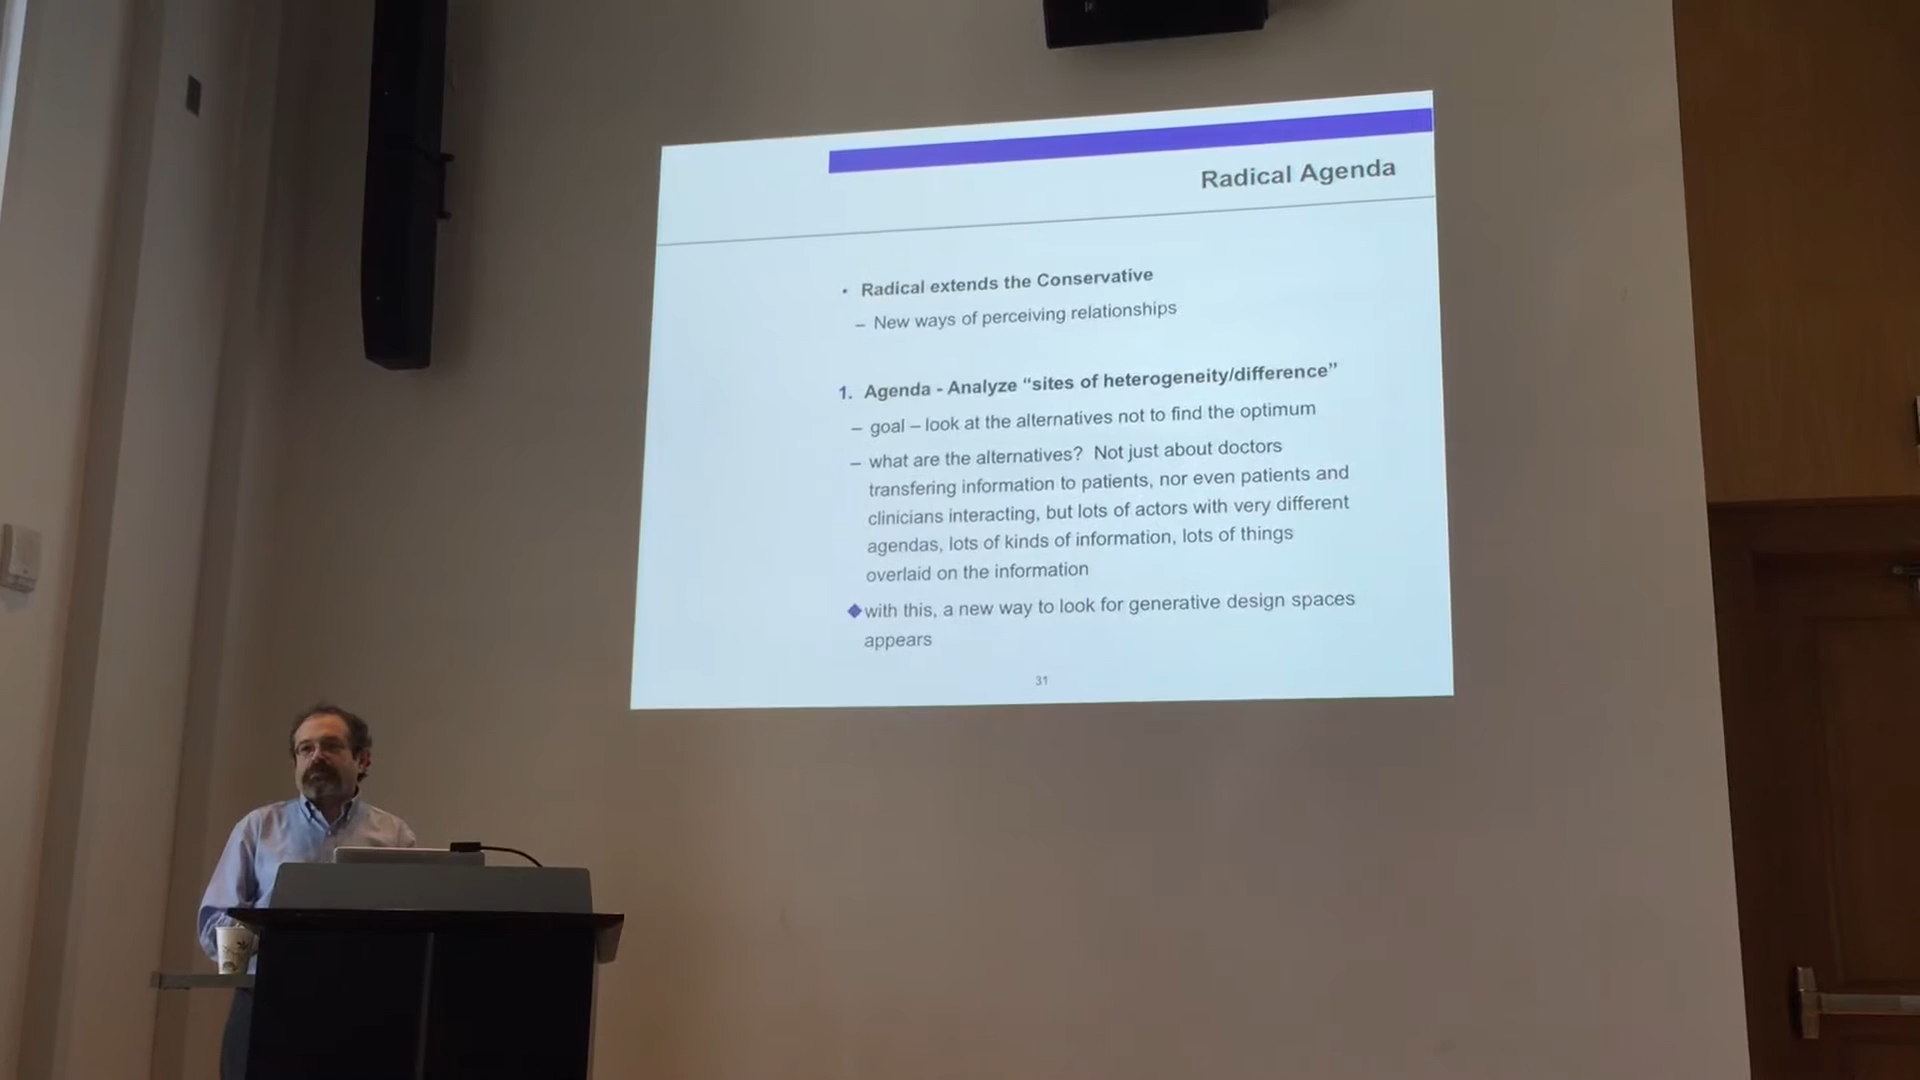 Radical Agenda
• Radical extends the Conservative
– New ways of perceiving relationships
1. Agenda - Analyze “sites of heterogeneity/difference”
– goal – look at the alternatives not to find the optimum
– what are the alternatives? Not just about doctors
transfering information to patients, nor even patients and
clinicians interacting, but lots of actors with very different
agendas, lots of kinds of information, lots of things
overlaid on the information
◆ with this, a new way to look for generative design spaces
appears
31